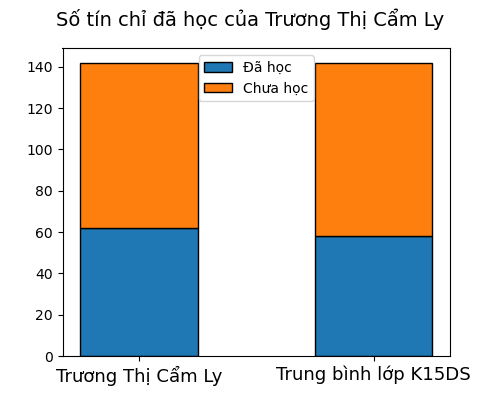 Số tín chỉ đã học của Trương Thị Cẩm Ly
Đã học
Chưa học
140
120
100
80
60
40
20
0
Trương Thị Cẩm Ly
Trung bình lớp K15DS